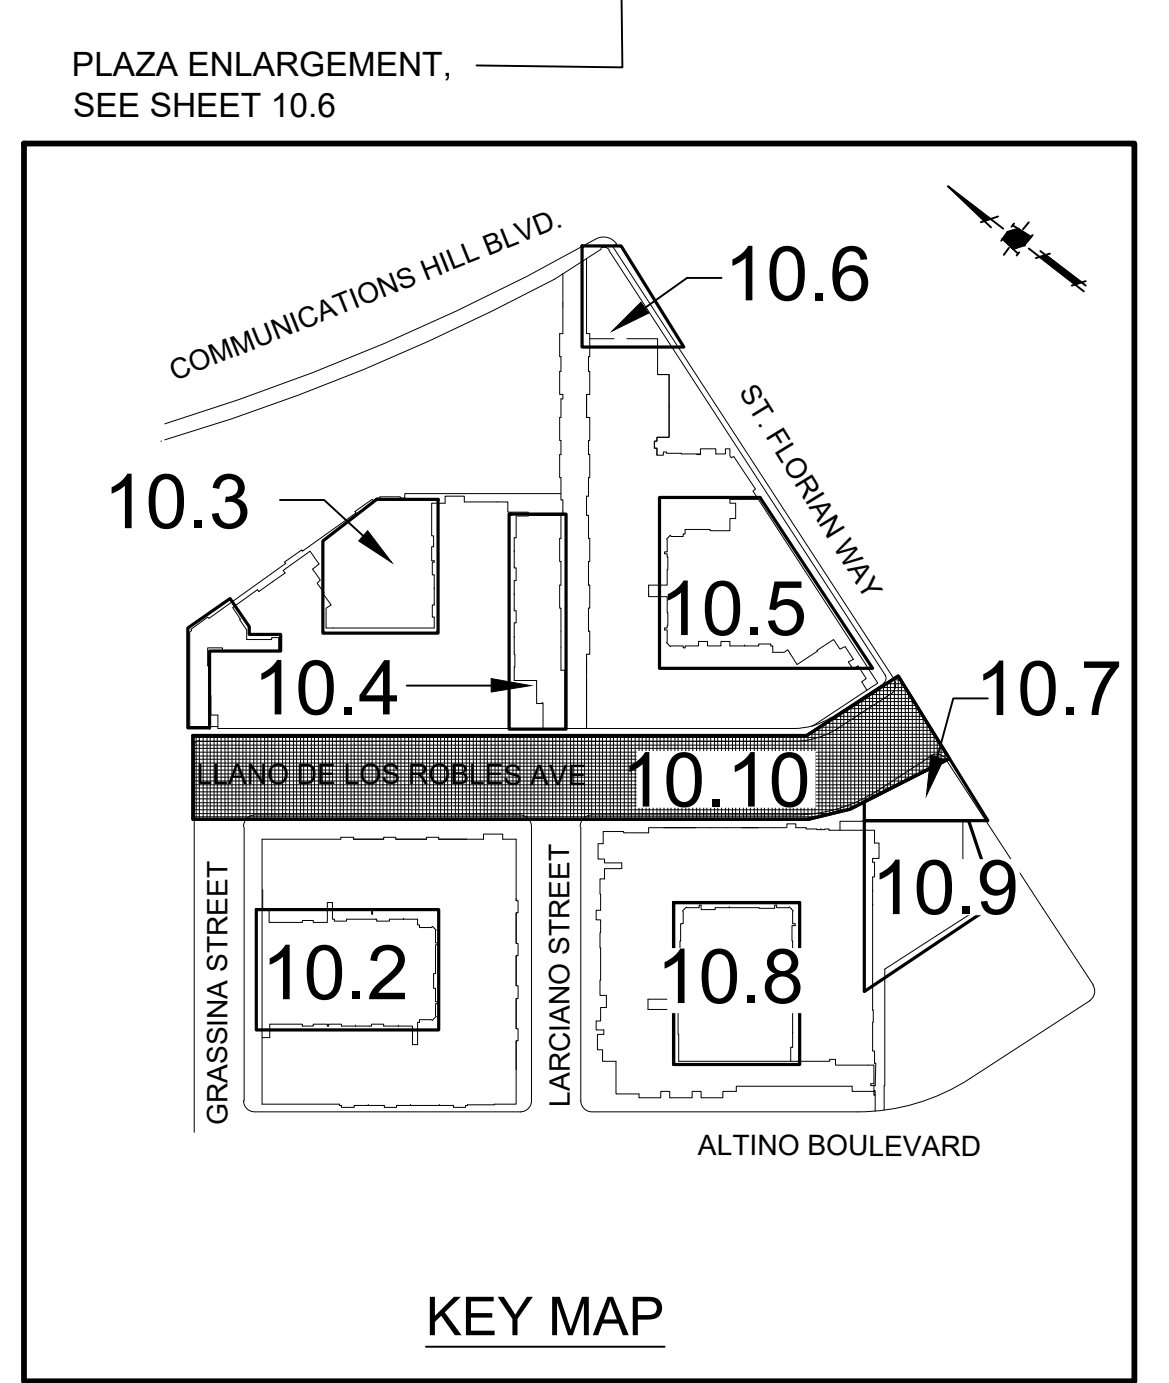 PLAZA ENLARGEMENT,
SEE SHEET 10.6
COMMUNICATIONS HILL BLVD.
10.6
ST. FLORIAN WAY
10.3
10.5
10.4
10.7
LLANO DE LOS ROBLES AVE
10.10
GRASSINA STREET
LARCIANO STREET
10.9
10.2
10.8
ALTINO BOULEVARD
KEY MAP